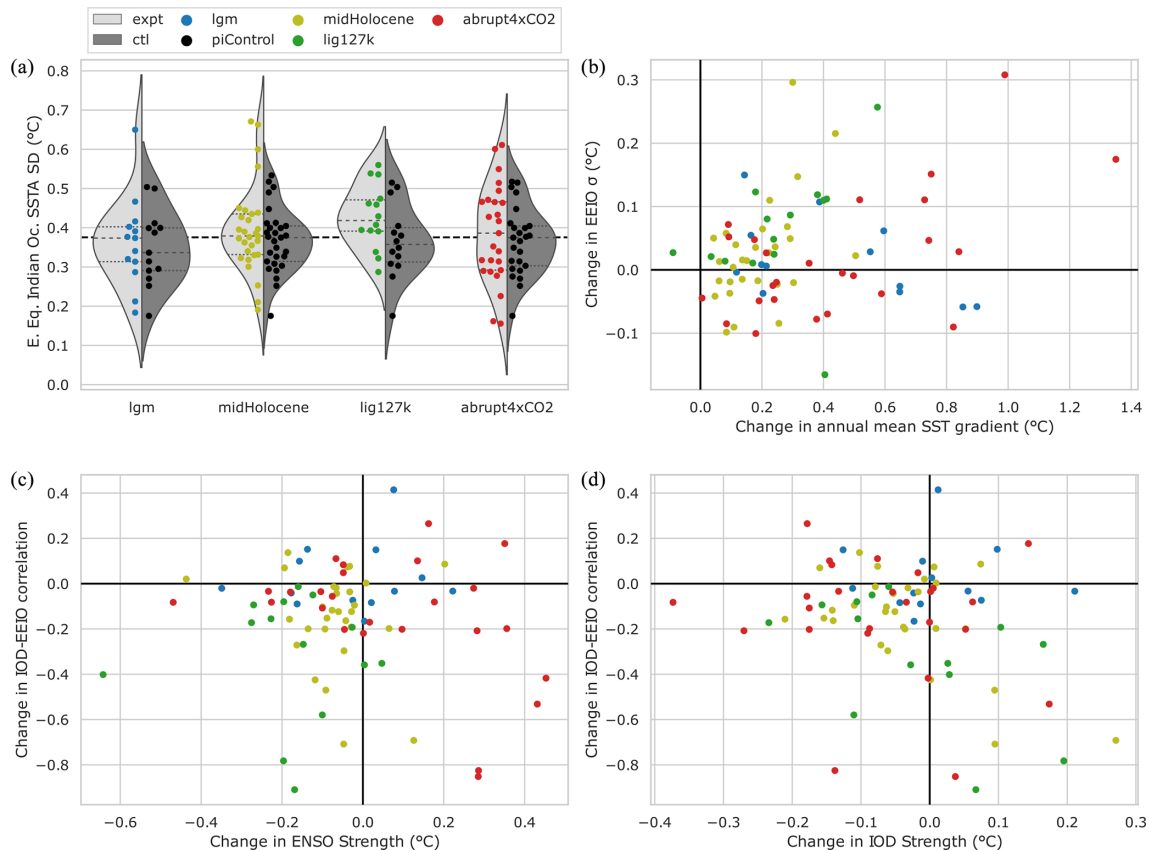 expt lgm midHolocene abrupt4xCO2
ctl piControl lig127k
(a)
E. Eq. Indian Oc. SSTA SD (°C)
0.8
0.7
0.6
0.5
0.4
0.3
0.2
0.1
0.0
lgm midHolocene lig127k abrupt4xCO2
(b)
Change in EEIO σ (°C)
0.3
0.2
0.1
0.0
−0.1
0.0 0.2 0.4 0.6 0.8 1.0 1.2 1.4
Change in annual mean SST gradient (°C)
(c)
Change in IOD-EEIO correlation
0.4
0.2
0.0
−0.2
−0.4
−0.6
−0.8
−0.6 −0.4 −0.2 0.0 0.2 0.4
Change in ENSO Strength (°C)
(d)
Change in IOD-EEIO correlation
0.4
0.2
0.0
−0.2
−0.4
−0.6
−0.8
−0.4 −0.3 −0.2 −0.1 0.0 0.1 0.2 0.3
Change in IOD Strength (°C)